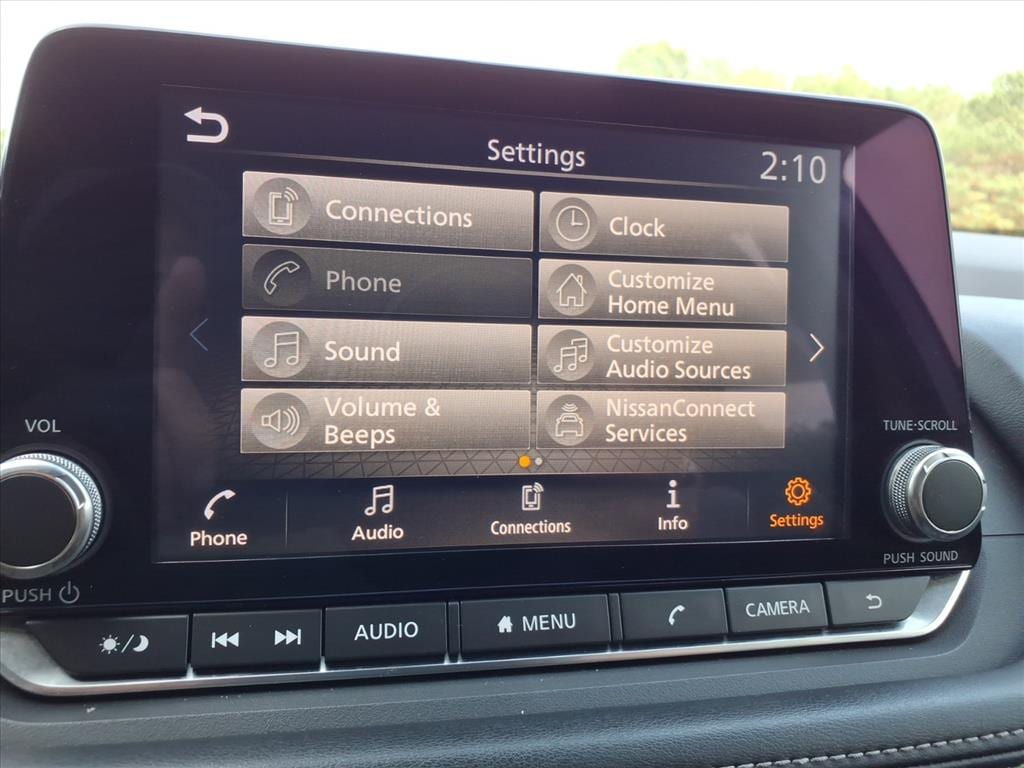 Settings
2:10
Connections
Clock
Phone
Customize
Home Menu
Sound
Customize
Audio Sources
Volume &
Beeps
NissanConnect
Services
VOL
TUNE·SCROLL
Phone
Audio
Connections
Info
Settings
PUSH
PUSH SOUND
AUDIO
MENU
CAMERA